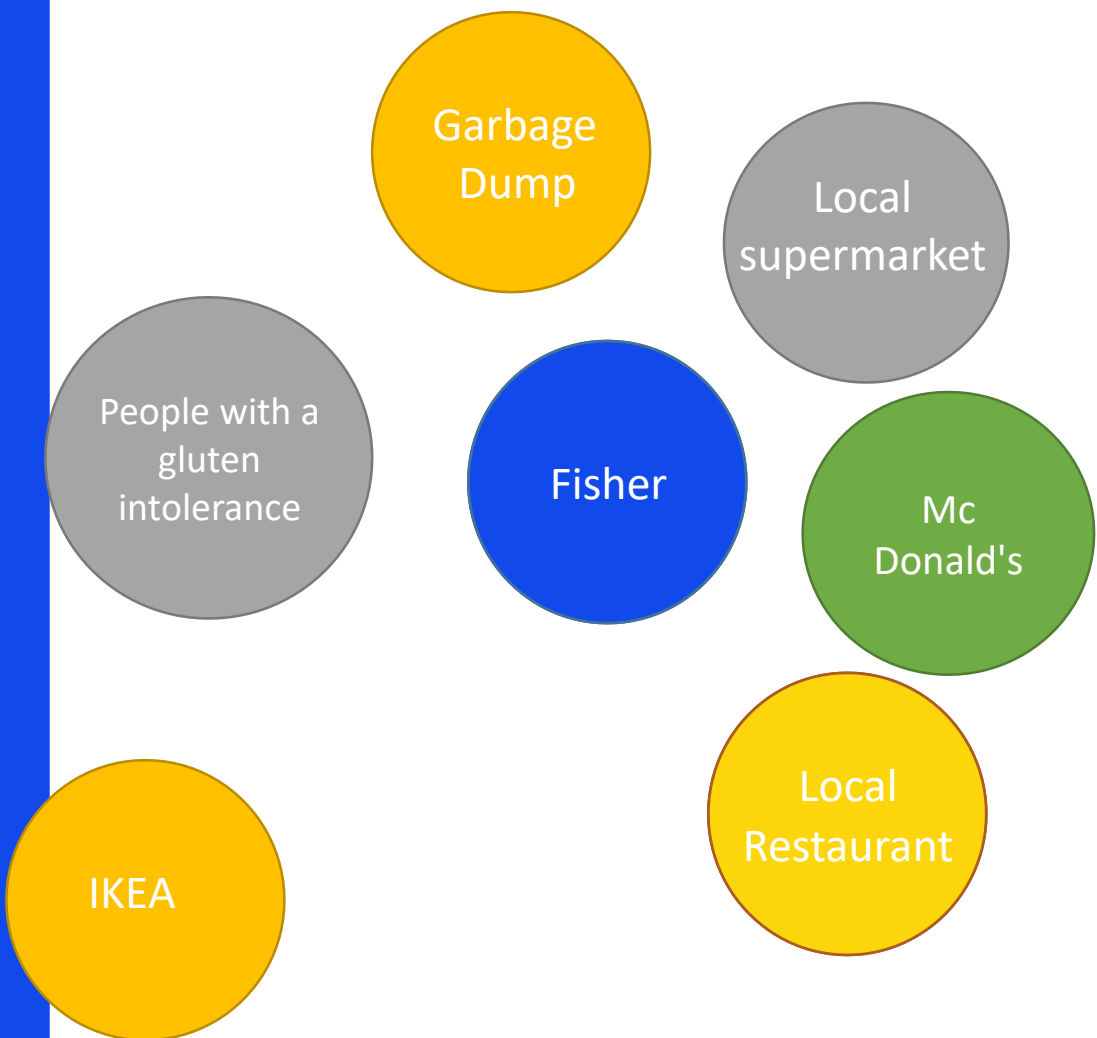 Garbage
Dump
Local
supermarket
People with a
gluten
intolerance
Fisher
Mc
Donald's
Local
Restaurant
IKEA